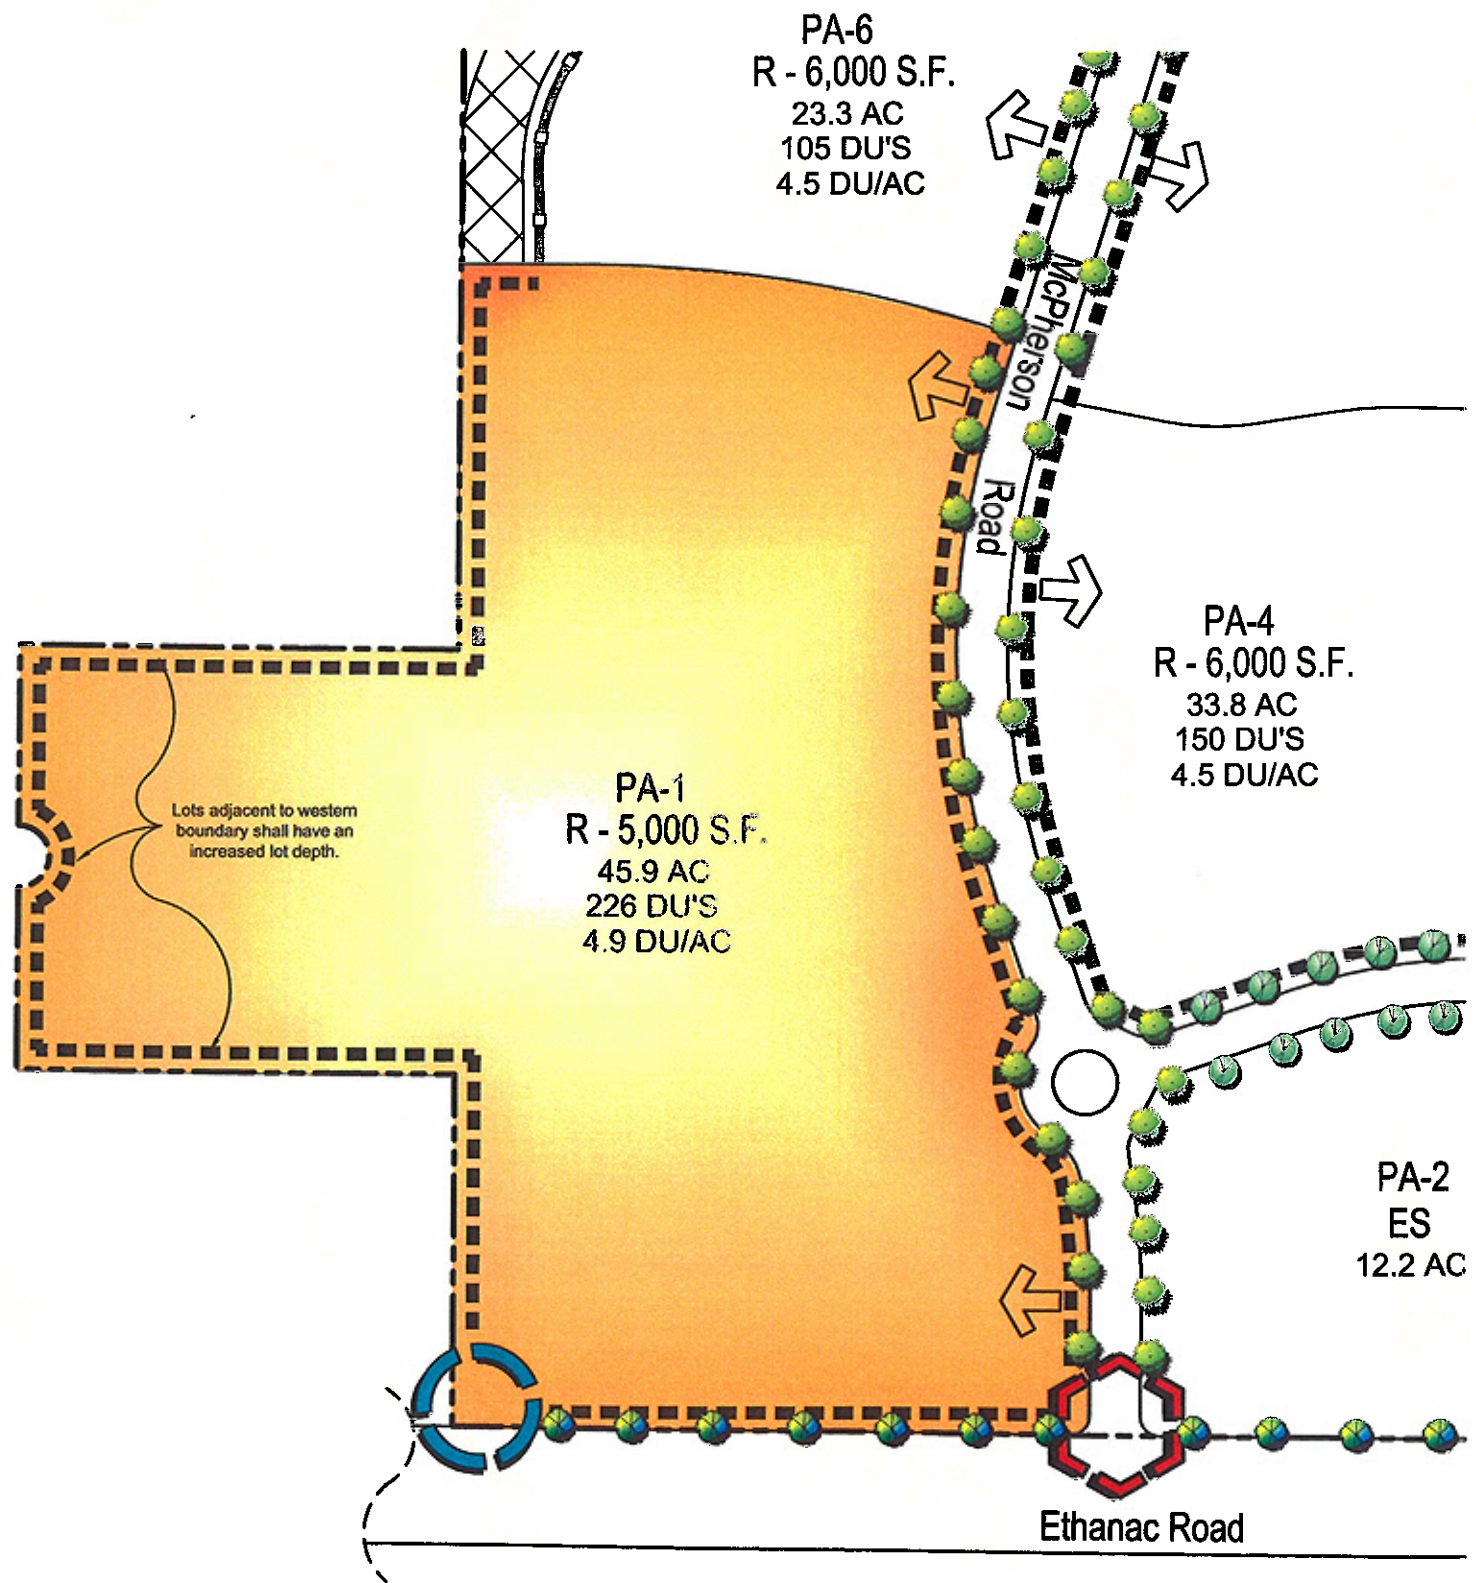 PA-6
R - 6,000 S.F.
23.3 AC
105 DU'S
4.5 DU/AC
McPherson
Road
PA-4
R - 6,000 S.F.
33.8 AC
150 DU'S
4.5 DU/AC
PA-1
R - 5,000 S.F.
45.9 AC
226 DU'S
4.9 DU/AC
Lots adjacent to western
boundary shall have an
increased lot depth.
PA-2
ES
12.2 AC
Ethanac Road